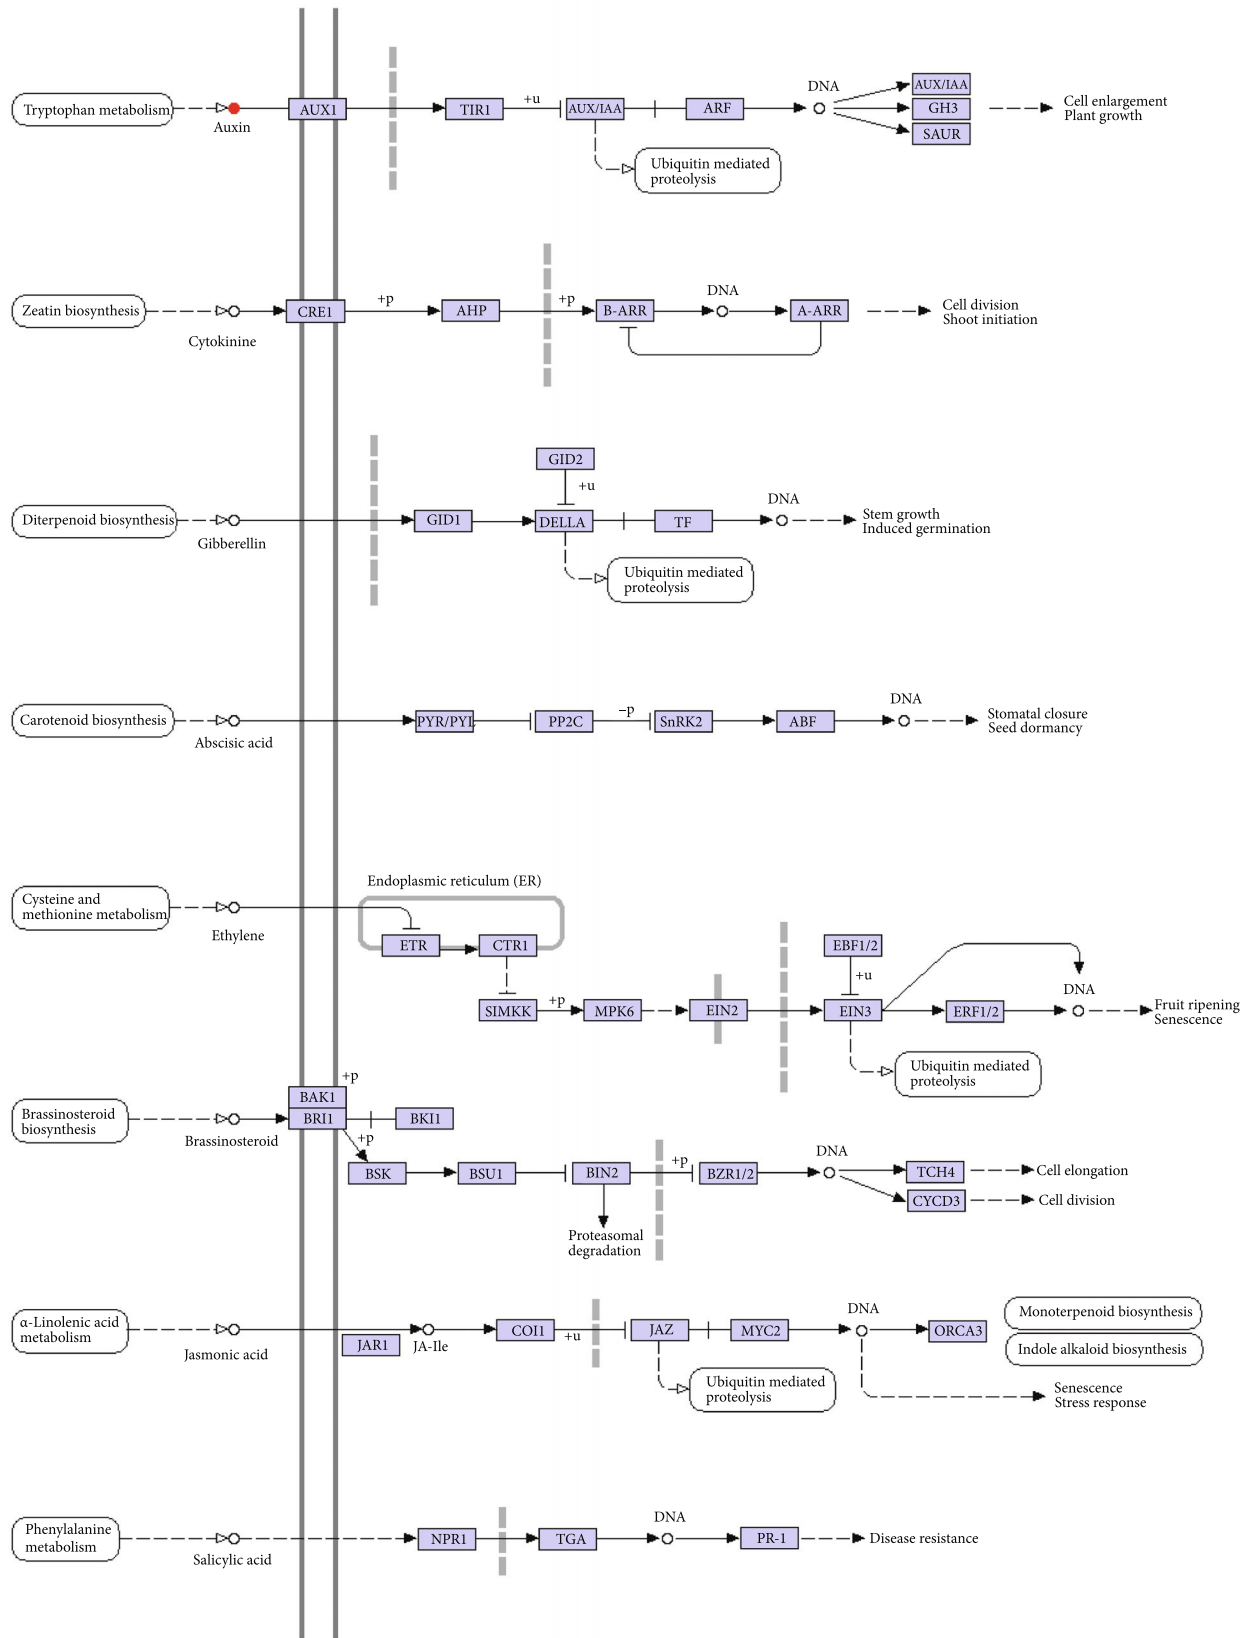 Tryptophan metabolism
Auxin
AUX1
TIR1
+u
AUX/IAA
ARF
DNA
AUX/IAA
GH3
SAUR
Cell enlargement
Plant growth
Ubiquitin mediated
proteolysis
Zeatin biosynthesis
Cytokinine
CRE1
+p
AHP
+p
B-ARR
DNA
A-ARR
Cell division
Shoot initiation
GID2
+u
Diterpenoid biosynthesis
Gibberellin
GID1
DELLA
TF
DNA
Stem growth
Induced germination
Ubiquitin mediated
proteolysis
Carotenoid biosynthesis
Abscisic acid
PYR/PYL
PP2C
−p
SnRK2
ABF
DNA
Stomatal closure
Seed dormancy
Endoplasmic reticulum (ER)
Cysteine and
methionine metabolism
Ethylene
ETR
CTR1
SIMKK
+p
MPK6
EIN2
EBF1/2
+u
EIN3
ERF1/2
DNA
Fruit ripening
Senescence
Ubiquitin mediated
proteolysis
Brassinosteroid
biosynthesis
Brassinosteroid
BAK1
+p
BRI1
BKI1
+p
BSK
BSU1
BIN2
+p
BZR1/2
DNA
TCH4
Cell elongation
CYCD3
Cell division
Proteasomal
degradation
α-Linolenic acid
metabolism
Jasmonic acid
JAR1
JA-Ile
COI1
+u
JAZ
MYC2
DNA
ORCA3
Monoterpenoid biosynthesis
Indole alkaloid biosynthesis
Ubiquitin mediated
proteolysis
Senescence
Stress response
Phenylalanine
metabolism
Salicylic acid
NPR1
TGA
DNA
PR-1
Disease resistance